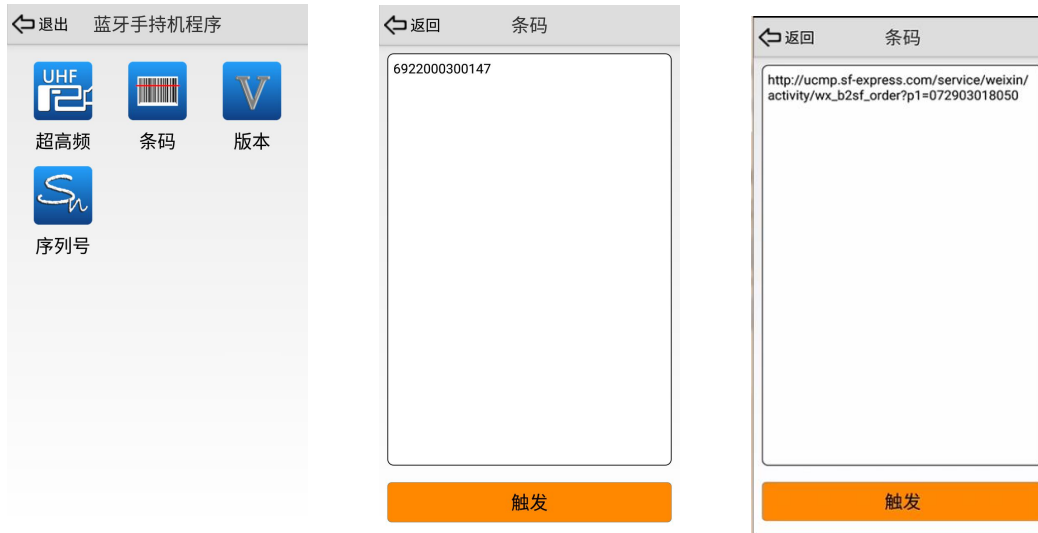 退出 蓝牙手持机程序
UHF
V
超高频 条码 版本
Sn
序列号
返回 条码
6922000300147
触发
返回 条码
http://ucmp.sf-express.com/service/weixin/
activity/wx_b2sf_order?p1=072903018050
触发